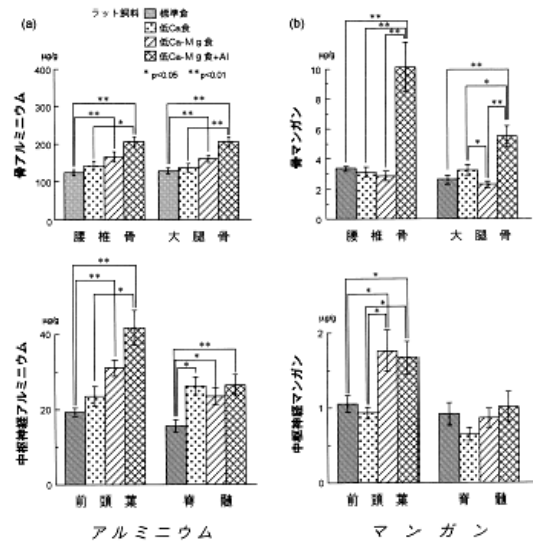 (a)
ラット飼料
標準食
低Ca食
低Ca-Mg食
低Ca-Mg食+Al
* p<0.05 **p<0.01
μg/g
骨アルミニウム
400
300
200
100
0
** ** *
** ** **
腰椎骨
大腿骨
(b)
μg/g
骨マンガン
10
8
6
4
2
0
** ** **
** * ** *
腰椎骨
大腿骨
μg/g
中枢神経アルミニウム
40
20
0
** ** *
** * *
前頭葉
脊髄
アルミニウム
μg/g
中枢神経マンガン
2
1
0
* * * *
前頭葉
脊髄
マンガン